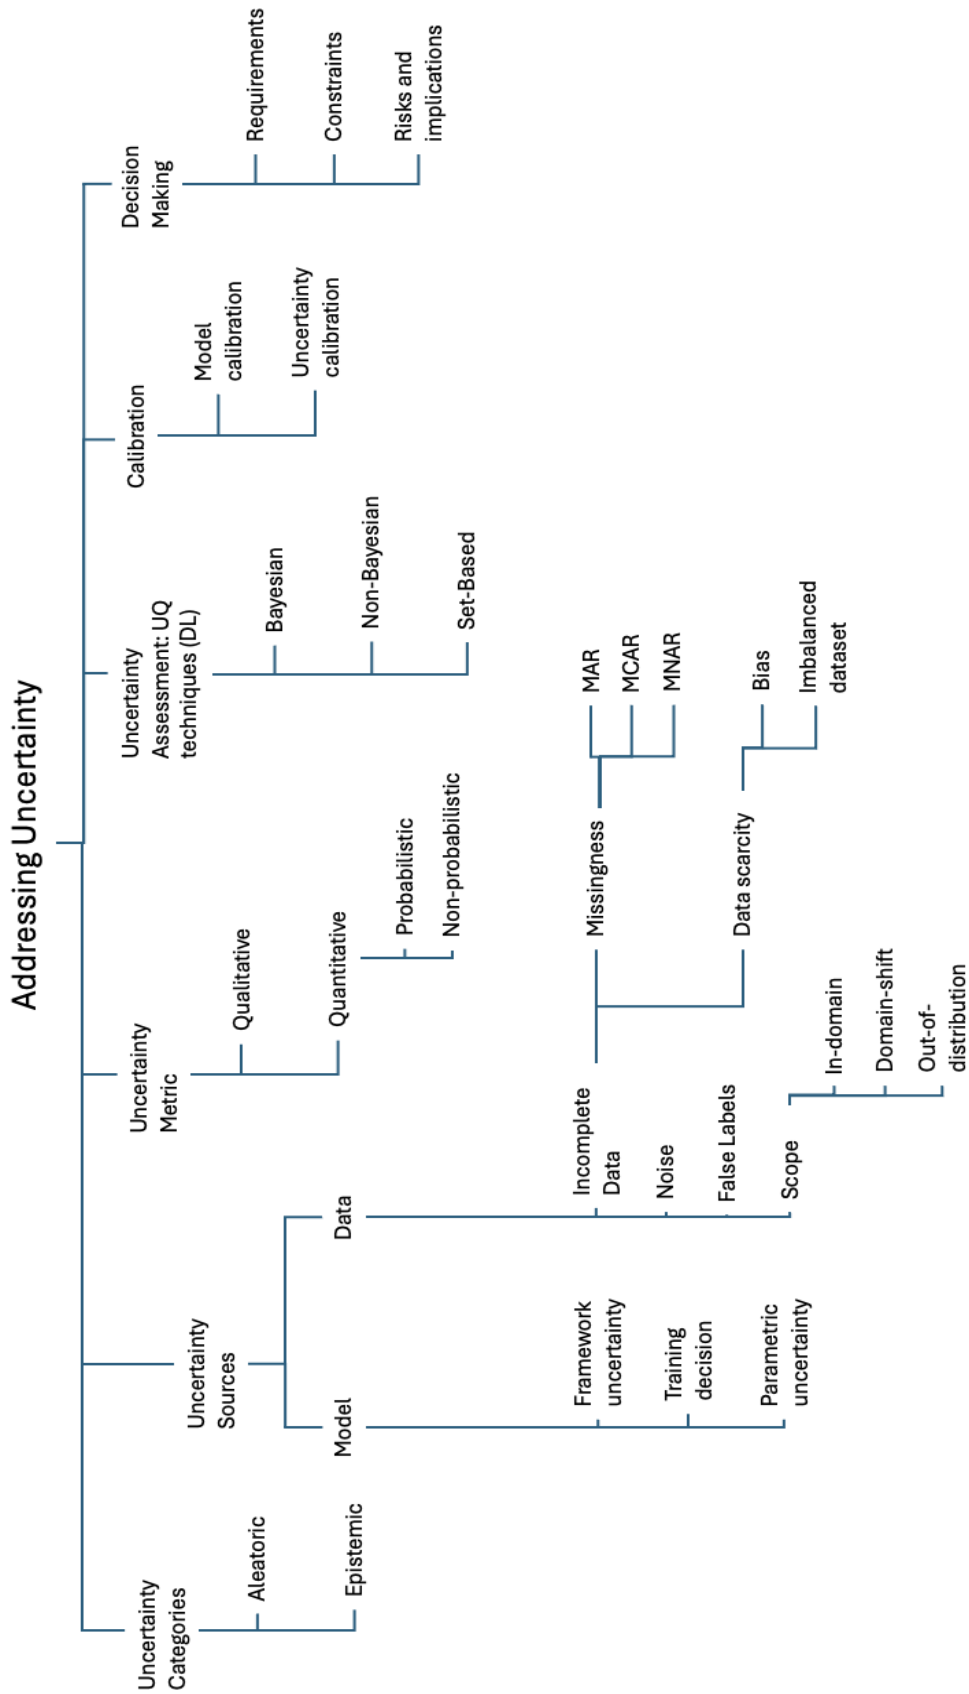 Addressing Uncertainty
Uncertainty
Categories
Aleatoric
Epistemic
Uncertainty
Sources
Model
Framework
uncertainty
Training
decision
Parametric
uncertainty
Data
Incomplete
Data
Missingness
MAR
MCAR
MNAR
Data scarcity
Bias
Imbalanced
dataset
Noise
False Labels
Scope
In-domain
Domain-shift
Out-of-
distribution
Uncertainty
Metric
Qualitative
Quantitative
Probabilistic
Non-probabilistic
Uncertainty
Assessment: UQ
techniques (DL)
Bayesian
Non-Bayesian
Set-Based
Calibration
Model
calibration
Uncertainty
calibration
Decision
Making
Requirements
Constraints
Risks and
implications